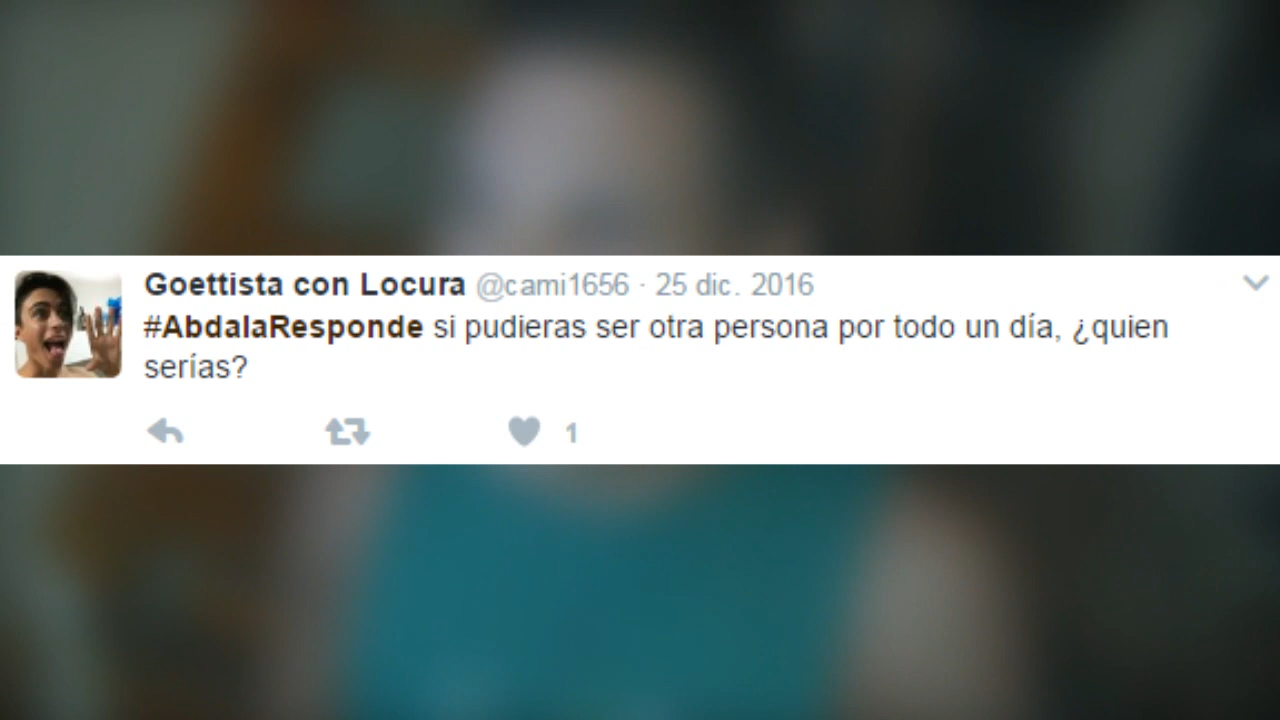 Goettista con Locura @cami1656 · 25 dic. 2016
#AbdalaResponde si pudieras ser otra persona por todo un día, ¿quien
serías?
1